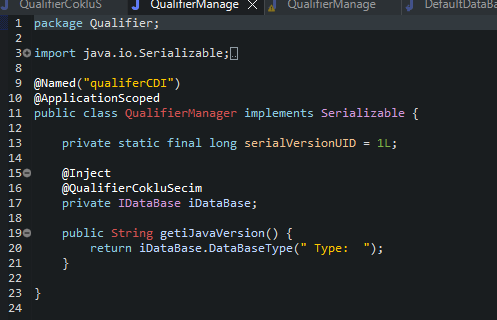 QualifierCokluS QualifierManage QualifierManage DefaultDataBa
1 package Qualifier;
2
3 import java.io.Serializable;
8
9 @Named("qualiferCDI")
10 @ApplicationScoped
11 public class QualifierManager implements Serializable {
12
13 private static final long serialVersionUID = 1L;
14
15 @Inject
16 @QualifierCokluSecim
17 private IDataBase iDataBase;
18
19 public String getiJavaVersion() {
20 return iDataBase.DataBaseType(" Type:  ");
21 }
22
23 }
24